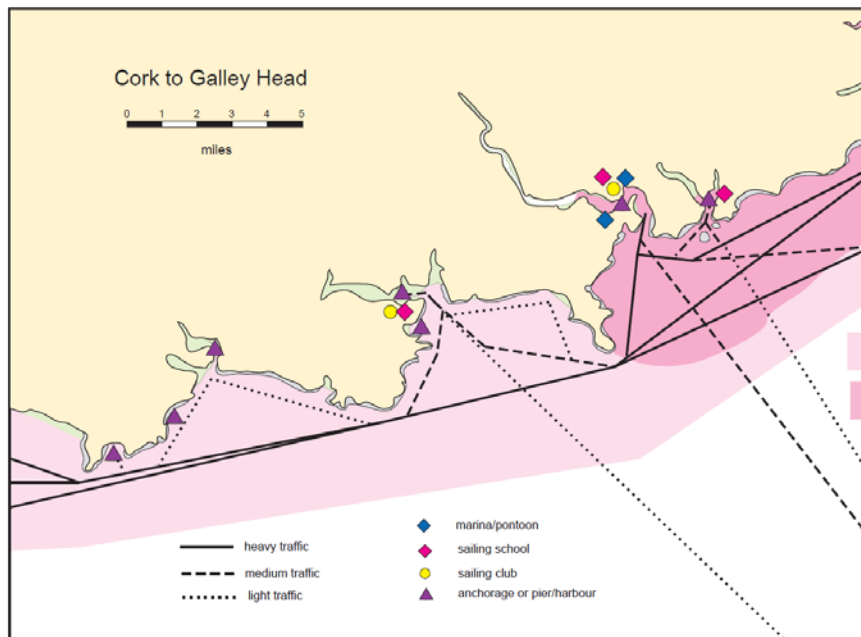 Cork to Galley Head
0 1 2 3 4 5
miles
heavy traffic
medium traffic
light traffic
marina/pontoon
sailing school
sailing club
anchorage or pier/harbour